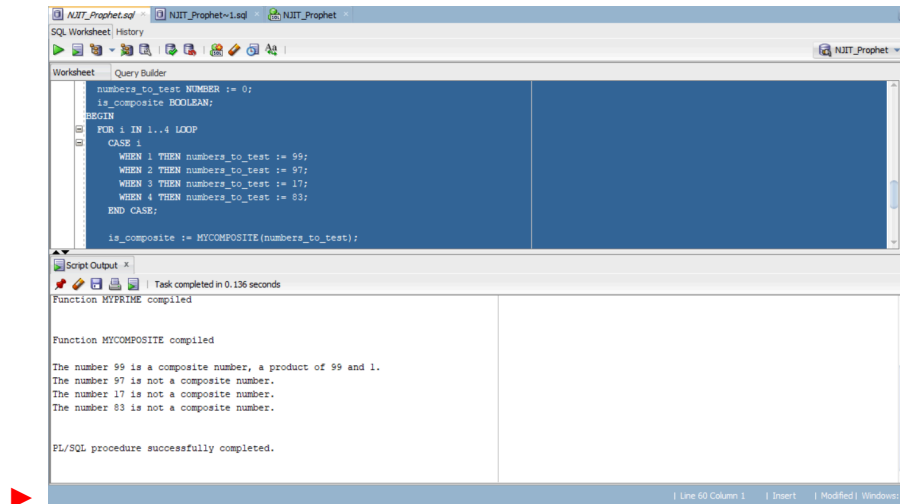 NJIT_Prophet.sql × NJIT_Prophet~1.sql × NJIT_Prophet ×
SQL Worksheet History
NJIT_Prophet
Worksheet Query Builder
numbers_to_test NUMBER := 0;
is_composite BOOLEAN;
BEGIN
FOR i IN 1..4 LOOP
CASE i
WHEN 1 THEN numbers_to_test := 99;
WHEN 2 THEN numbers_to_test := 97;
WHEN 3 THEN numbers_to_test := 17;
WHEN 4 THEN numbers_to_test := 83;
END CASE;
is_composite := MYCOMPOSITE(numbers_to_test);
Script Output ×
Task completed in 0.136 seconds
Function MYPRIME compiled
Function MYCOMPOSITE compiled
The number 99 is a composite number, a product of 99 and 1.
The number 97 is not a composite number.
The number 17 is not a composite number.
The number 83 is not a composite number.
PL/SQL procedure successfully completed.
| Line 60 Column 1 | Insert | Modified | Windows: